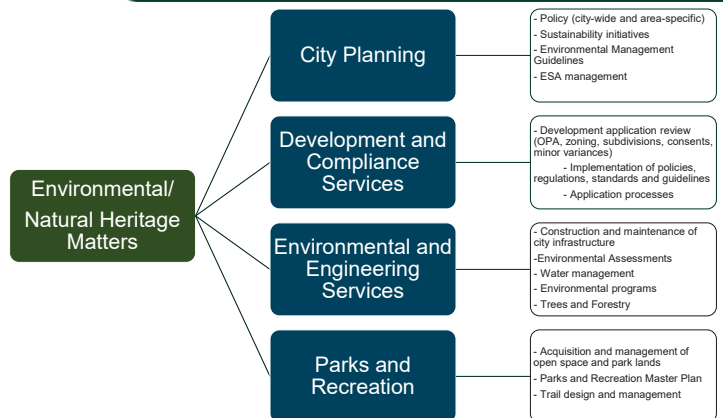 City Planning
- Policy (city-wide and area-specific)
- Sustainability initiatives
- Environmental Management
Guidelines
- ESA management
Development and
Compliance
Services
- Development application review
(OPA, zoning, subdivisions, consents,
minor variances)
- Implementation of policies,
regulations, standards and guidelines
- Application processes
Environmental/
Natural Heritage
Matters
Environmental and
Engineering
Services
- Construction and maintenance of
city infrastructure
-Environmental Assessments
- Water management
- Environmental programs
- Trees and Forestry
Parks and
Recreation
- Acquisition and management of
open space and park lands
- Parks and Recreation Master Plan
- Trail design and management